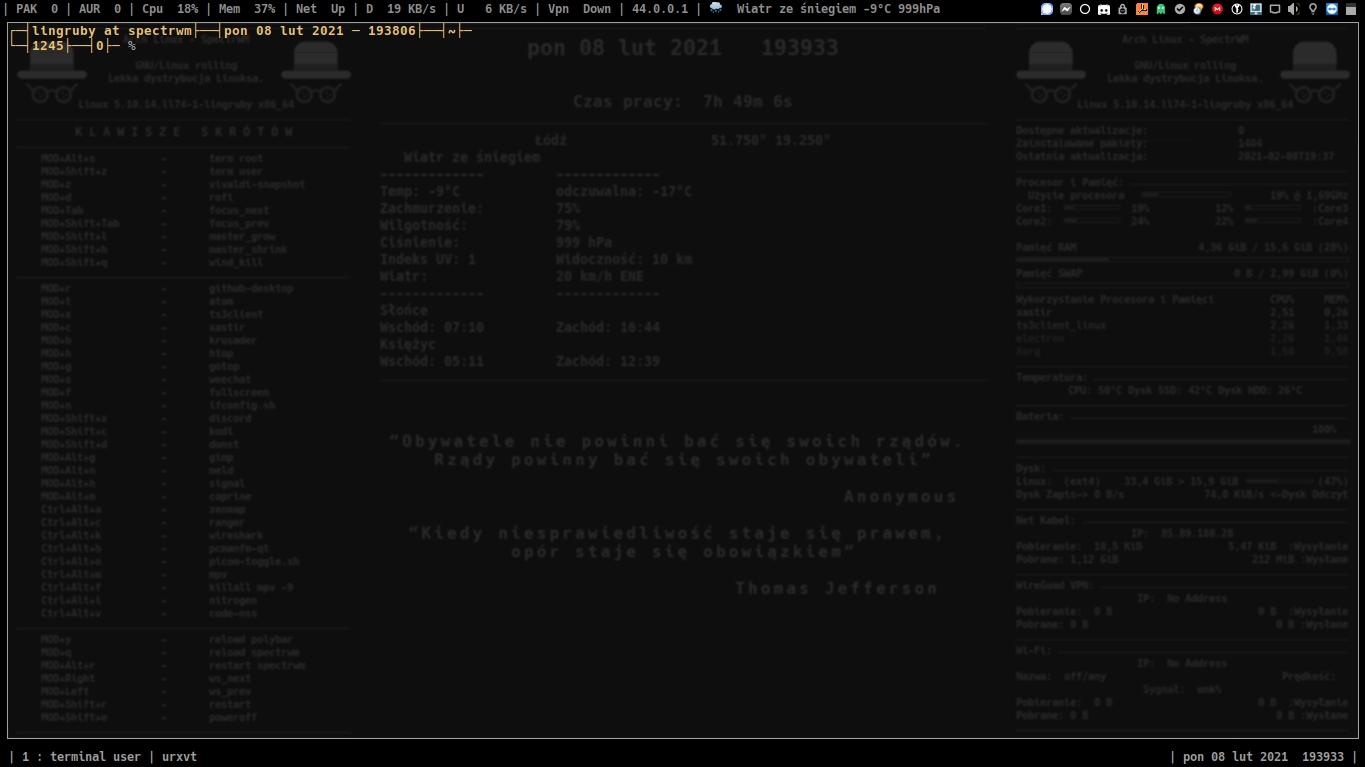 | PAK 0 | AUR 0 | Cpu 18% | Mem 37% | Net Up | D 19 KB/s | U 6 KB/s | Vpn Down | 44.0.0.1 | Wiatr ze śniegiem -9°C 999hPa
┌─┤lingruby at spectrwm├──┤pon 08 lut 2021 ─ 193806├──┤~├─
└─┤1245├──┤0├─ %
Arch Linux - SpectrWM
GNU/Linux rolling
Lekka dystrybucja Linuksa.
Linux 5.10.14.ll74-1-lingruby x86_64
K L A W I S Z E S K R Ó T Ó W
MOD+Alt+s - term root
MOD+Shift+z - term user
MOD+z - vivaldi-snapshot
MOD+d - rofi
MOD+Tab - focus_next
MOD+Shift+Tab - focus_prev
MOD+Shift+l - master_grow
MOD+Shift+h - master_shrink
MOD+Shift+q - wind_kill
MOD+r - github-desktop
MOD+t - atom
MOD+a - ts3client
MOD+c - xastir
MOD+b - krusader
MOD+h - htop
MOD+g - gotop
MOD+s - weechat
MOD+f - fullscreen
MOD+n - ifconfig.sh
MOD+Shift+x - discord
MOD+Shift+c - kodi
MOD+Shift+d - dunst
MOD+Alt+g - gimp
MOD+Alt+n - meld
MOD+Alt+h - signal
MOD+Alt+m - caprine
Ctrl+Alt+a - zenmap
Ctrl+Alt+c - ranger
Ctrl+Alt+k - wireshark
Ctrl+Alt+b - pcmanfm-qt
Ctrl+Alt+o - picom-toggle.sh
Ctrl+Alt+m - mpv
Ctrl+Alt+f - killall mpv -9
Ctrl+Alt+i - nitrogen
Ctrl+Alt+v - code-oss
MOD+y - reload polybar
MOD+q - reload spectrwm
MOD+Alt+r - restart spectrwm
MOD+Right - ws_next
MOD+Left - ws_prev
MOD+Shift+r - restart
MOD+Shift+e - poweroff
pon 08 lut 2021 193933
Czas pracy: 7h 49m 6s
Łódź 51.750° 19.250°
Wiatr ze śniegiem
------------- -------------
Temp: -9°C odczuwalna: -17°C
Zachmurzenie: 75%
Wilgotność: 79%
Ciśnienie: 999 hPa
Indeks UV: 1 Widoczność: 10 km
Wiatr: 20 km/h ENE
------------- -------------
Słońce
Wschód: 07:10 Zachód: 16:44
Księżyc
Wschód: 05:11 Zachód: 12:39
“Obywatele nie powinni bać się swoich rządów.
Rządy powinny bać się swoich obywateli”
Anonymous
“Kiedy niesprawiedliwość staje się prawem,
opór staje się obowiązkiem”
Thomas Jefferson
Arch Linux - SpectrWM
GNU/Linux rolling
Lekka dystrybucja Linuksa.
Linux 5.10.14.ll74-1-lingruby x86_64
Dostępne aktualizacje: 0
Zainstalowane pakiety: 1404
Ostatnia aktualizacja: 2021-02-08T19:37
Procesor i Pamięć:
Użycie procesora 19% @ 1,69GHz
Core1: 19% 12% :Core3
Core2: 24% 22% :Core4
Pamięć RAM 4,36 GiB / 15,6 GiB (28%)
Pamięć SWAP 0 B / 2,99 GiB (0%)
Wykorzystanie Procesora i Pamięci CPU% MEM%
xastir 2,51 0,26
ts3client_linux 2,26 1,33
electron
Xorg 1,50 0,50
Temperatura:
CPU: 50°C Dysk SSD: 42°C Dysk HDD: 26°C
Bateria:
100%
Dysk:
Linux: (ext4) 33,4 GiB > 15,9 GiB (47%)
Dysk Zapis-> 0 B/s 74,0 KiB/s <-Dysk Odczyt
Net Kabel:
IP: 85.89.188.28
Pobieranie: 18,5 KiB 5,47 KiB :Wysyłanie
Pobrane: 1,12 GiB 212 MiB :Wysłane
WireGuad VPN:
IP: No Address
Pobieranie: 0 B 0 B :Wysyłanie
Pobrane: 0 B 0 B :Wysłane
Wi-Fi:
IP: No Address
Nazwa: off/any Prędkość:
Sygnał: unk%
Pobieranie: 0 B 0 B :Wysyłanie
Pobrane: 0 B 0 B :Wysłane
| 1 : terminal user | urxvt
| pon 08 lut 2021 193933 |